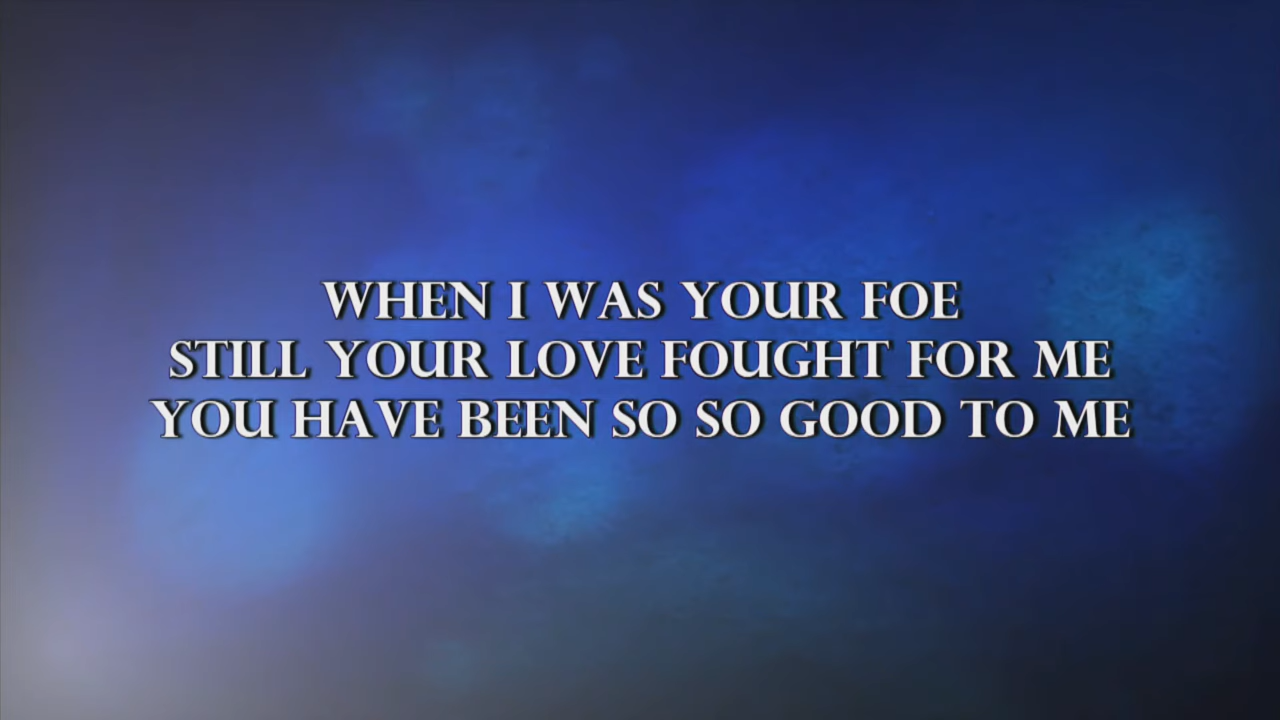 WHEN I WAS YOUR FOE
STILL YOUR LOVE FOUGHT FOR ME
YOU HAVE BEEN SO SO GOOD TO ME